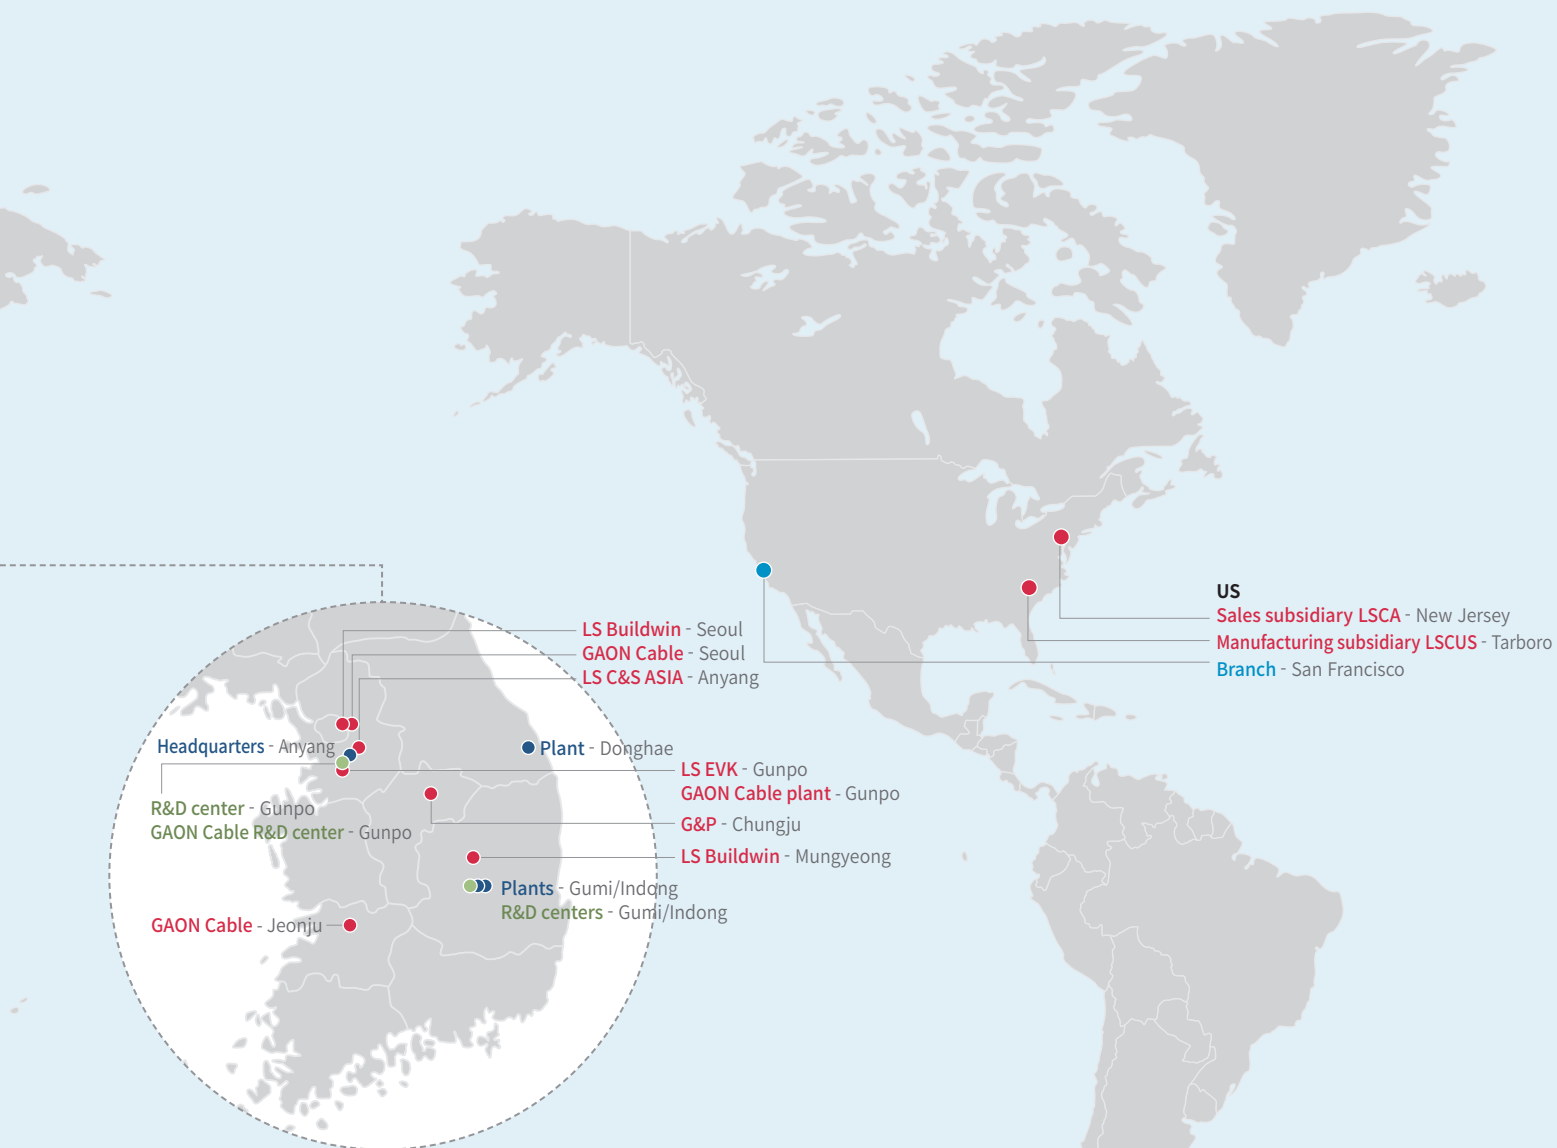 US
Sales subsidiary LSCA - New Jersey
Manufacturing subsidiary LSCUS - Tarboro
Branch - San Francisco
LS Buildwin - Seoul
GAON Cable - Seoul
LS C&S ASIA - Anyang
Headquarters - Anyang
Plant - Donghae
LS EVK - Gunpo
GAON Cable plant - Gunpo
R&D center - Gunpo
GAON Cable R&D center - Gunpo
G&P - Chungju
LS Buildwin - Mungyeong
Plants - Gumi/Indong
R&D centers - Gumi/Indong
GAON Cable - Jeonju